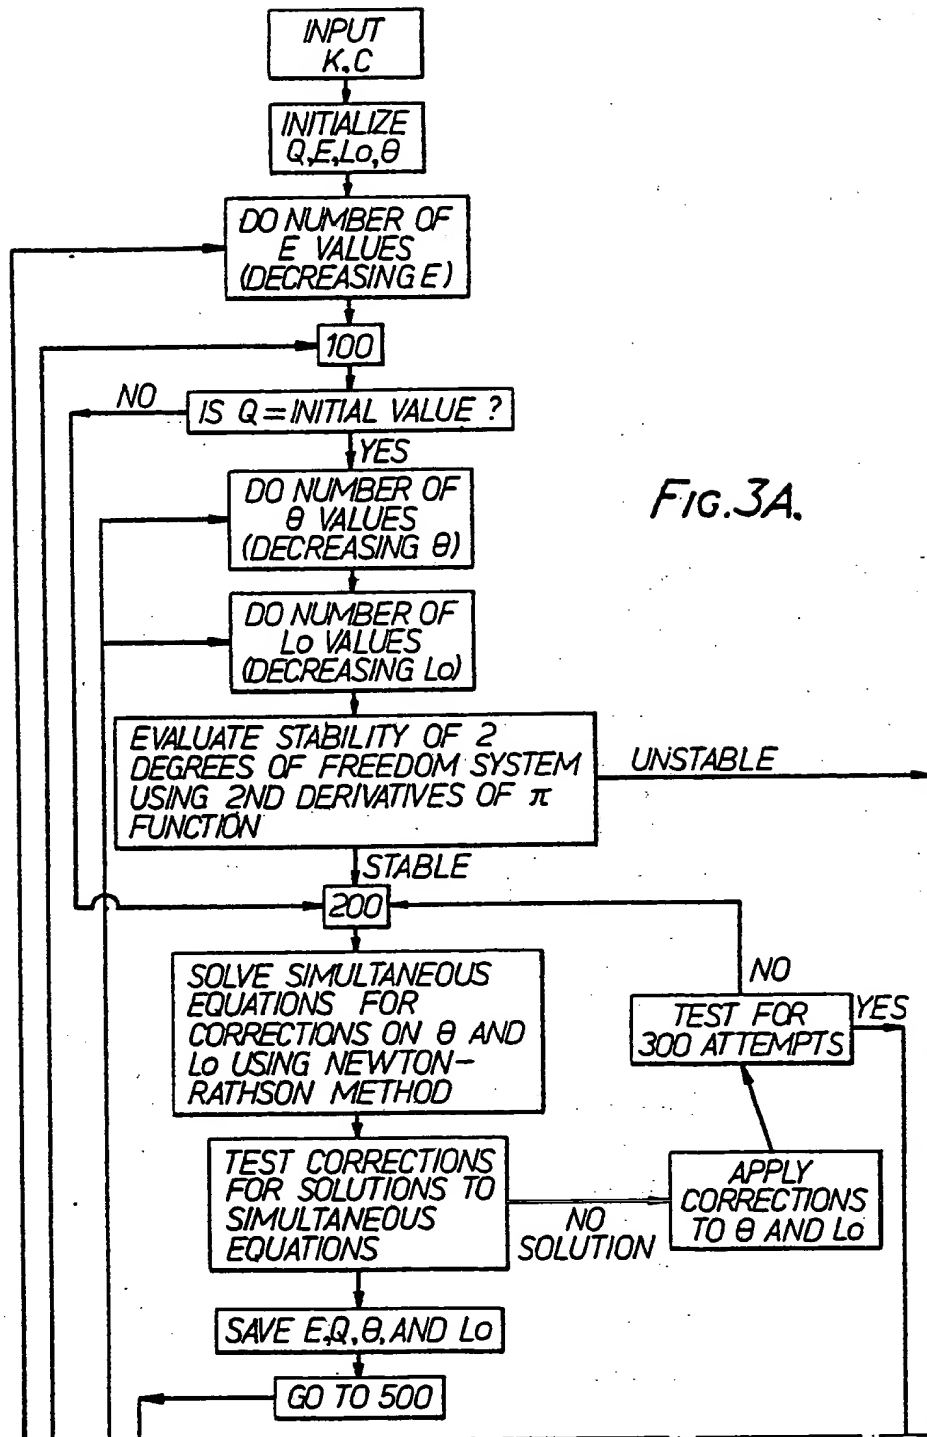 INPUT
K.C
INITIALIZE
Q,E,Lo,θ
DO NUMBER OF
E VALUES
(DECREASING E)
100
NO
IS Q=INITIAL VALUE ?
YES
DO NUMBER OF
θ VALUES
(DECREASING θ)
FIG.3A.
DO NUMBER OF
Lo VALUES
(DECREASING Lo)
EVALUATE STABILITY OF 2
DEGREES OF FREEDOM SYSTEM
USING 2ND DERIVATIVES OF π
FUNCTION
UNSTABLE
STABLE
200
SOLVE SIMULTANEOUS
EQUATIONS FOR
CORRECTIONS ON θ AND
Lo USING NEWTON-
RATHSON METHOD
NO
TEST FOR
300 ATTEMPTS
YES
TEST CORRECTIONS
FOR SOLUTIONS TO
SIMULTANEOUS
EQUATIONS
NO
SOLUTION
APPLY
CORRECTIONS
TO θ AND Lo
SAVE E,Q,θ,AND Lo
GO TO 500